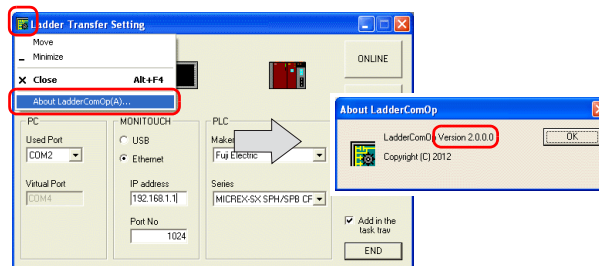 Ladder Transfer Setting
Move
Minimize
Close Alt+F4
About LadderComOp(A)...
ONLINE
PC
Used Port
COM2
Virtual Port
COM4
MONITOUCH
USB
Ethernet
IP address
192.168.1.1
Port No
1024
PLC
Maker
Fuji Electric
Series
MICREX-SX SPH/SPB CF
Add in the
task tray
END
About LadderComOp
LadderComOp Version 2.0.0.0
Copyright (C) 2012
OK